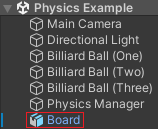 Physics Example
Main Camera
Directional Light
Billiard Ball (One)
Billiard Ball (Two)
Billiard Ball (Three)
Physics Manager
Board